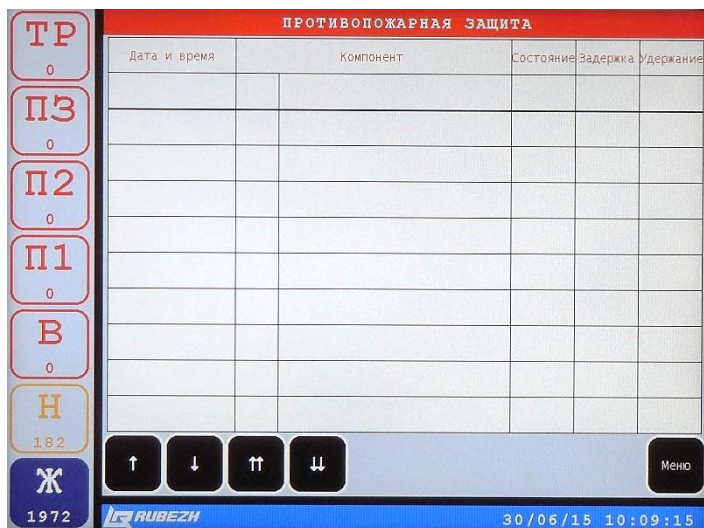 ПРОТИВОПОЖАРНАЯ ЗАЩИТА
Дата и время Компонент Состояние Задержка Удержание
ТР
0
П3
0
П2
0
П1
0
В
0
Н
182
Ж
1972
↑ ↓ ⇈ ⇊ Меню
RUBEZH 30/06/15 10:09:15